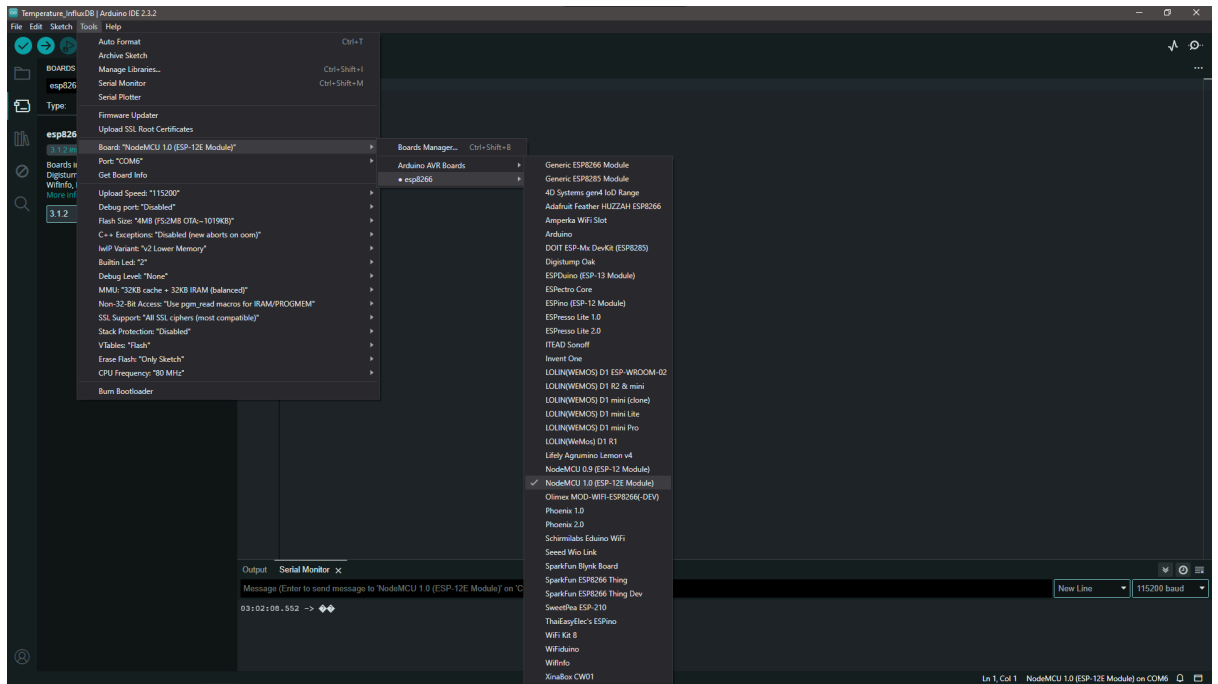 Temperature_InfluxDB | Arduino IDE 2.3.2
File Edit Sketch Tools Help
BOARDS
esp826
Type:
esp826
3.1.2 in
Boards i
Digistum
WifInfo,
More inf
3.1.2
Auto Format Ctrl+T
Archive Sketch
Manage Libraries... Ctrl+Shift+I
Serial Monitor Ctrl+Shift+M
Serial Plotter
Firmware Updater
Upload SSL Root Certificates
Board: "NodeMCU 1.0 (ESP-12E Module)"
Port: "COM6"
Get Board Info
Upload Speed: "115200"
Debug port: "Disabled"
Flash Size: "4MB (FS:2MB OTA:~1019KB)"
C++ Exceptions: "Disabled (new aborts on oom)"
lwIP Variant: "v2 Lower Memory"
Builtin Led: "2"
Debug Level: "None"
MMU: "32KB cache + 32KB IRAM (balanced)"
Non-32-Bit Access: "Use pgm_read macros for IRAM/PROGMEM"
SSL Support: "All SSL ciphers (most compatible)"
Stack Protection: "Disabled"
VTables: "Flash"
Erase Flash: "Only Sketch"
CPU Frequency: "80 MHz"
Burn Bootloader
Boards Manager... Ctrl+Shift+B
Arduino AVR Boards
• esp8266
Generic ESP8266 Module
Generic ESP8285 Module
4D Systems gen4 IoD Range
Adafruit Feather HUZZAH ESP8266
Amperka WiFi Slot
Arduino
DOIT ESP-Mx DevKit (ESP8285)
Digistump Oak
ESPDuino (ESP-13 Module)
ESPectro Core
ESPino (ESP-12 Module)
ESPresso Lite 1.0
ESPresso Lite 2.0
ITEAD Sonoff
Invent One
LOLIN(WEMOS) D1 ESP-WROOM-02
LOLIN(WEMOS) D1 R2 & mini
LOLIN(WEMOS) D1 mini (clone)
LOLIN(WEMOS) D1 mini Lite
LOLIN(WEMOS) D1 mini Pro
LOLIN(WeMos) D1 R1
Lifely Agrumino Lemon v4
NodeMCU 0.9 (ESP-12 Module)
✓ NodeMCU 1.0 (ESP-12E Module)
Olimex MOD-WIFI-ESP8266(-DEV)
Phoenix 1.0
Phoenix 2.0
Schirmilabs Eduino WiFi
Seeed Wio Link
SparkFun Blynk Board
SparkFun ESP8266 Thing
SparkFun ESP8266 Thing Dev
SweetPea ESP-210
ThaiEasyElec's ESPino
WiFi Kit 8
WiFiduino
WifInfo
XinaBox CW01
Output Serial Monitor x
Message (Enter to send message to 'NodeMCU 1.0 (ESP-12E Module)' on 'C
New Line 115200 baud
03:02:08.552 -> ��
Ln 1, Col 1 NodeMCU 1.0 (ESP-12E Module) on COM6